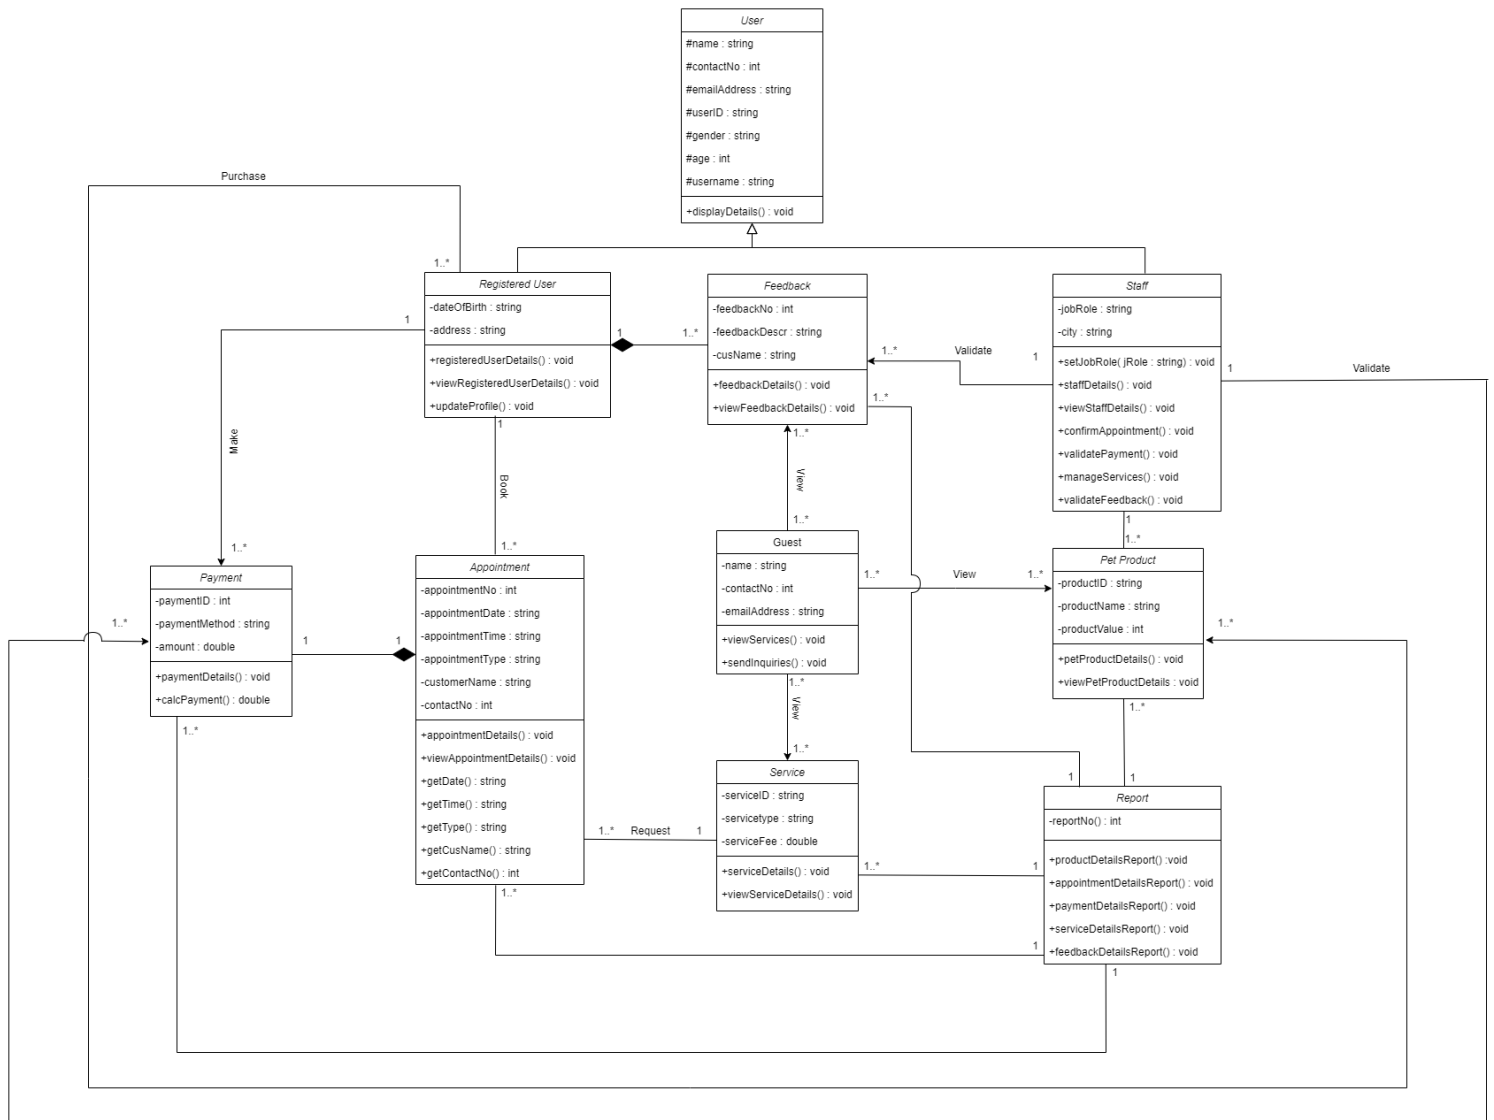 User
#name : string
#contactNo : int
#emailAddress : string
#userID : string
#gender : string
#age : int
#username : string
+displayDetails() : void
Purchase
1..*
Registered User
-dateOfBirth : string
-address : string
+registeredUserDetails() : void
+viewRegisteredUserDetails() : void
+updateProfile() : void
1
1
1..*
1
Feedback
-feedbackNo : int
-feedbackDescr : string
-cusName : string
+feedbackDetails() : void
+viewFeedbackDetails() : void
1..*
Validate
1
1..*
1..*
Staff
-jobRole : string
-city : string
+setJobRole( jRole : string) : void
+staffDetails() : void
+viewStaffDetails() : void
+confirmAppointment() : void
+validatePayment() : void
+manageServices() : void
+validateFeedback() : void
1
Validate
1
1..*
Make
Book
View
1..*
1..*
1..*
Guest
-name : string
-contactNo : int
-emailAddress : string
+viewServices() : void
+sendInquiries() : void
1..*
View
1..*
Pet Product
-productID : string
-productName : string
-productValue : int
+petProductDetails() : void
+viewPetProductDetails : void
1..*
1..*
Payment
-paymentID : int
-paymentMethod : string
-amount : double
+paymentDetails() : void
+calcPayment() : double
1..*
1
1
1..*
Appointment
-appointmentNo : int
-appointmentDate : string
-appointmentTime : string
-appointmentType : string
-customerName : string
-contactNo : int
+appointmentDetails() : void
+viewAppointmentDetails() : void
+getDate() : string
+getTime() : string
+getType() : string
+getCusName() : string
+getContactNo() : int
1..*
1..*
Request
1
1..*
View
1..*
Service
-serviceID : string
-servicetype : string
-serviceFee : double
+serviceDetails() : void
+viewServiceDetails() : void
1..*
1
1
1
1
Report
-reportNo() : int
+productDetailsReport() :void
+appointmentDetailsReport() : void
+paymentDetailsReport() : void
+serviceDetailsReport() : void
+feedbackDetailsReport() : void
1